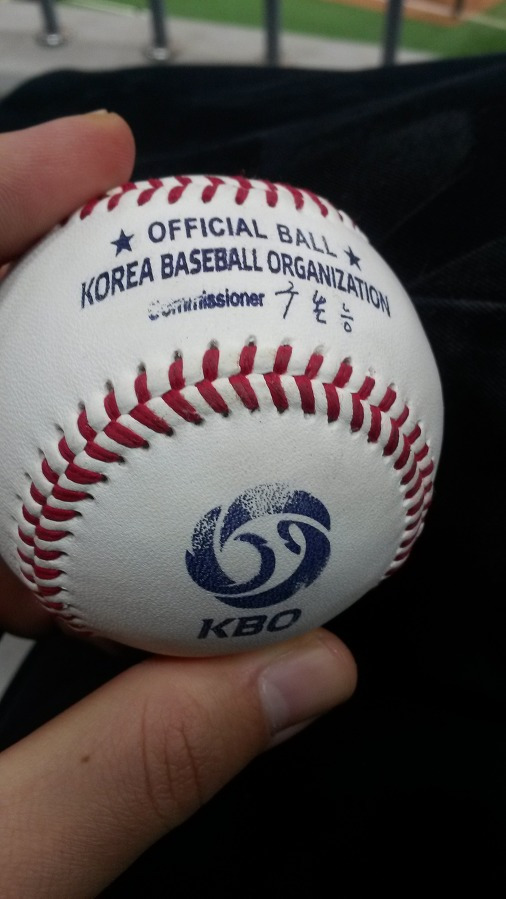 ★ OFFICIAL BALL ★
KOREA BASEBALL ORGANIZATION
Commissioner 구본능
KBO